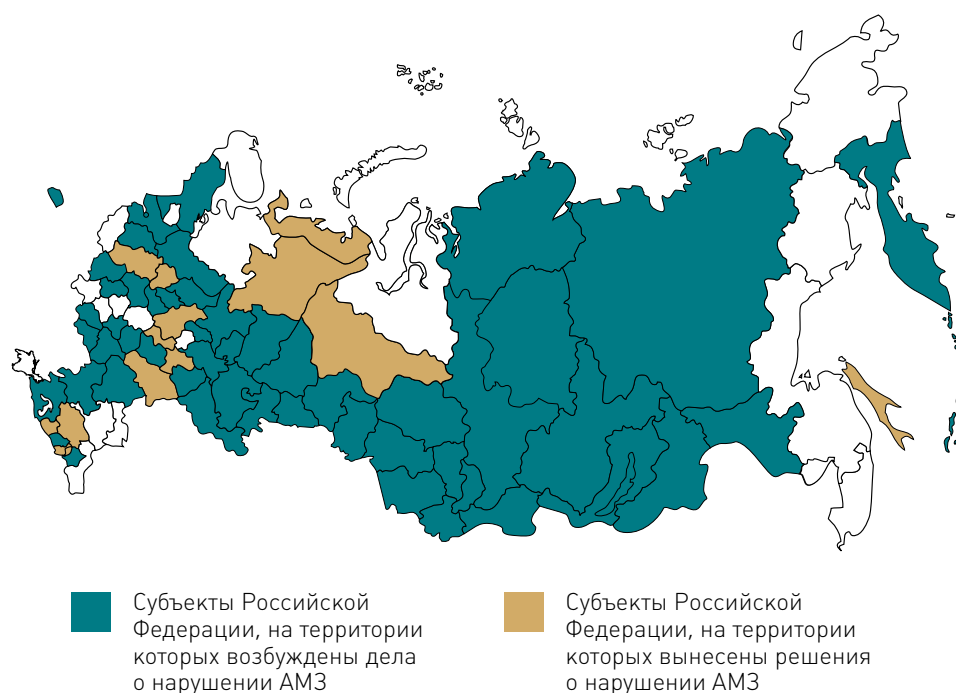 Субъекты Российской
Федерации, на территории
которых возбуждены дела
о нарушении АМЗ
Субъекты Российской
Федерации, на территории
которых вынесены решения
о нарушении АМЗ